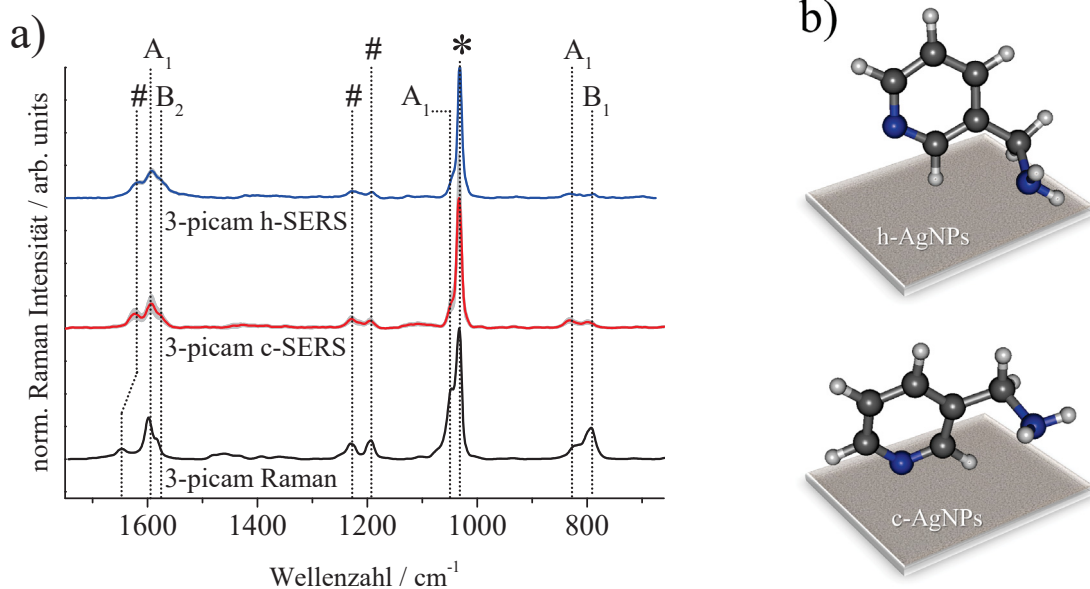 a)
b)
# A₁ B₂ # # A₁ * A₁ B₁
norm. Raman Intensität / arb. units
3-picam h-SERS
3-picam c-SERS
3-picam Raman
1600 1400 1200 1000 800
Wellenzahl / cm⁻¹
h-AgNPs
c-AgNPs